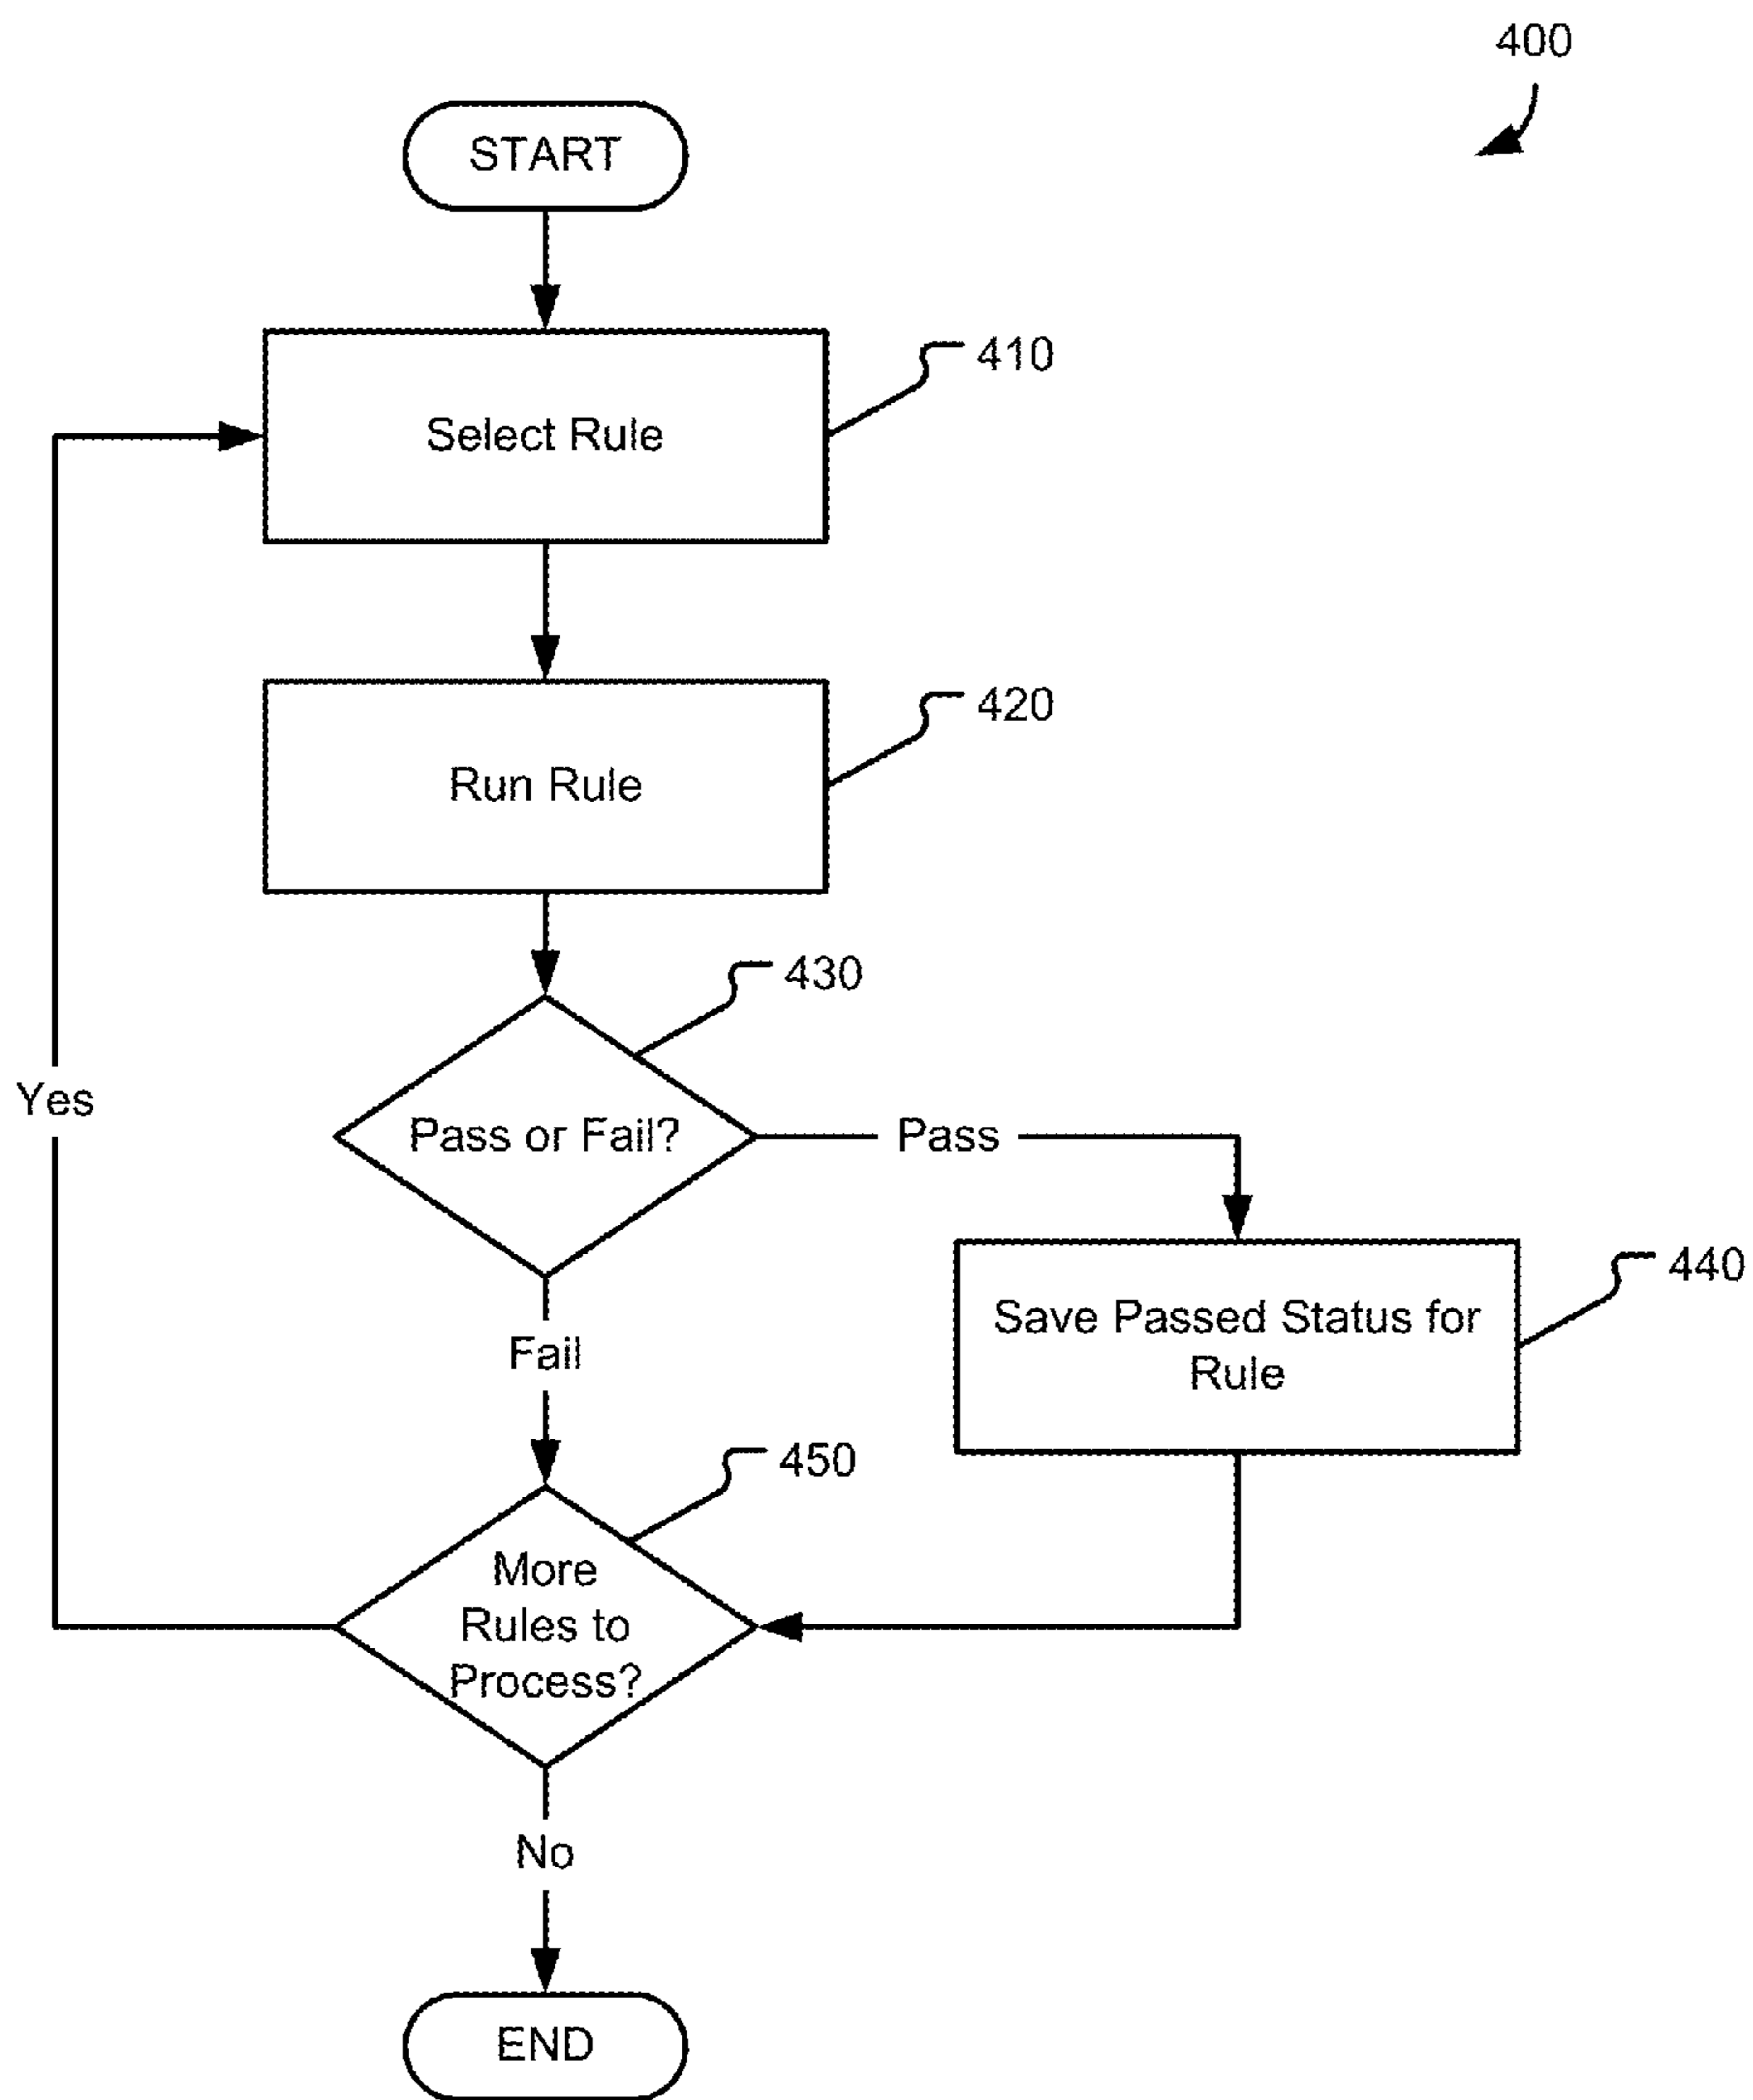 400
START
410
Select Rule
420
Run Rule
430
Pass or Fail?
Pass
Yes
440
Save Passed Status for
Rule
Fail
450
More
Rules to
Process?
No
END